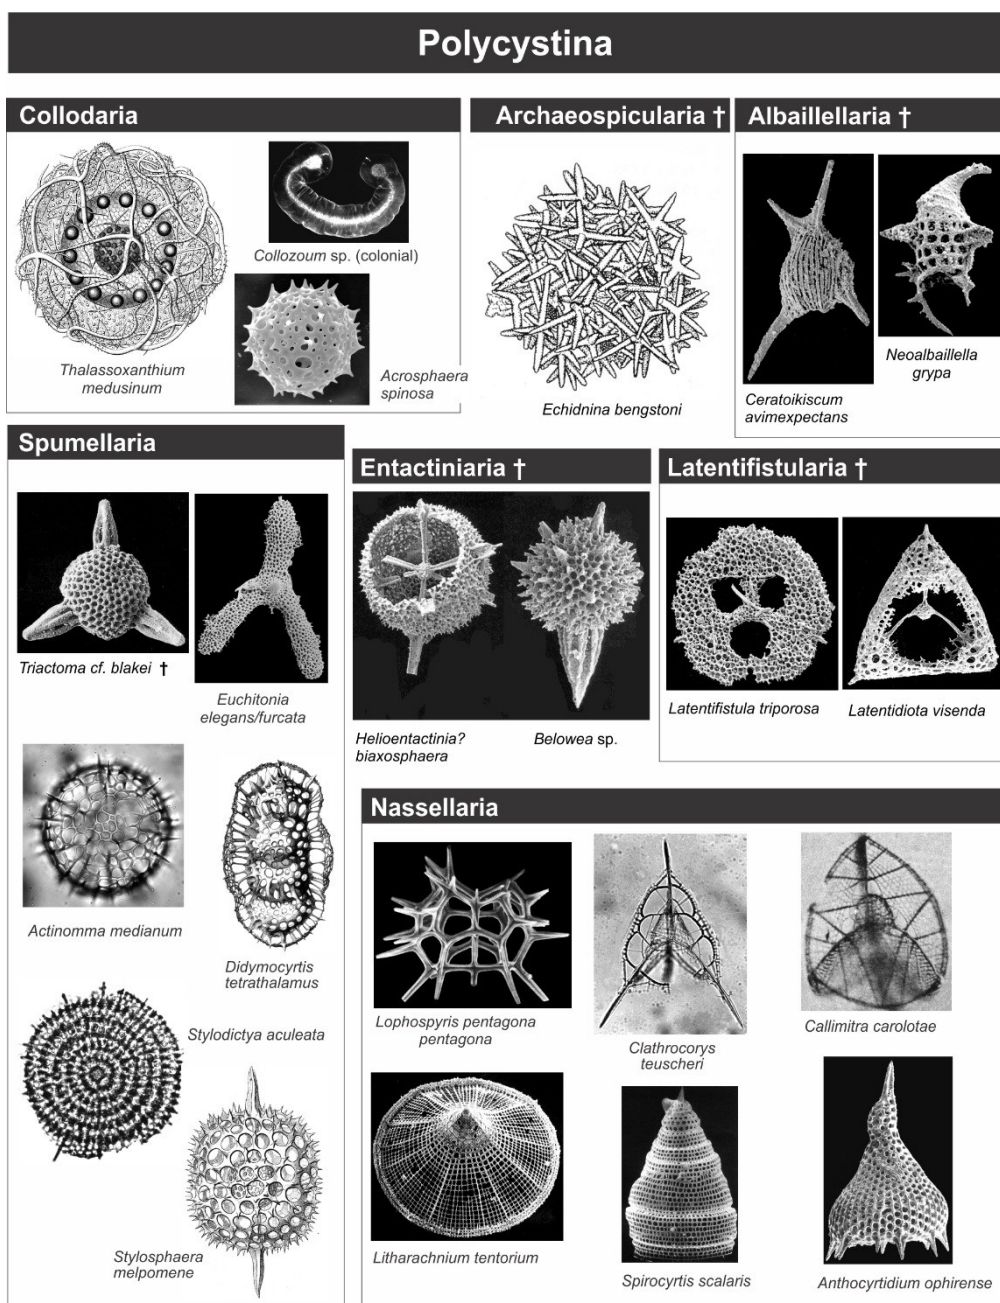 Polycystina
Collodaria
Collozoum sp. (colonial)
Thalassoxanthium
medusinum
Acrosphaera
spinosa
Archaeospicularia †
Echidnina bengstoni
Albaillellaria †
Ceratoikiscum
avimexpectans
Neoalbaillella
grypa
Spumellaria
Triactoma cf. blakei †
Euchitonia
elegans/furcata
Actinomma medianum
Didymocyrtis
tetrathalamus
Stylodictya aculeata
Stylosphaera
melpomene
Entactiniaria †
Helioentactinia?
biaxosphaera
Belowea sp.
Latentifistularia †
Latentifistula triporosa
Latentidiota visenda
Nassellaria
Lophospyris pentagona
pentagona
Clathrocorys
teuscheri
Callimitra carolotae
Litharachnium tentorium
Spirocyrtis scalaris
Anthocyrtidium ophirense